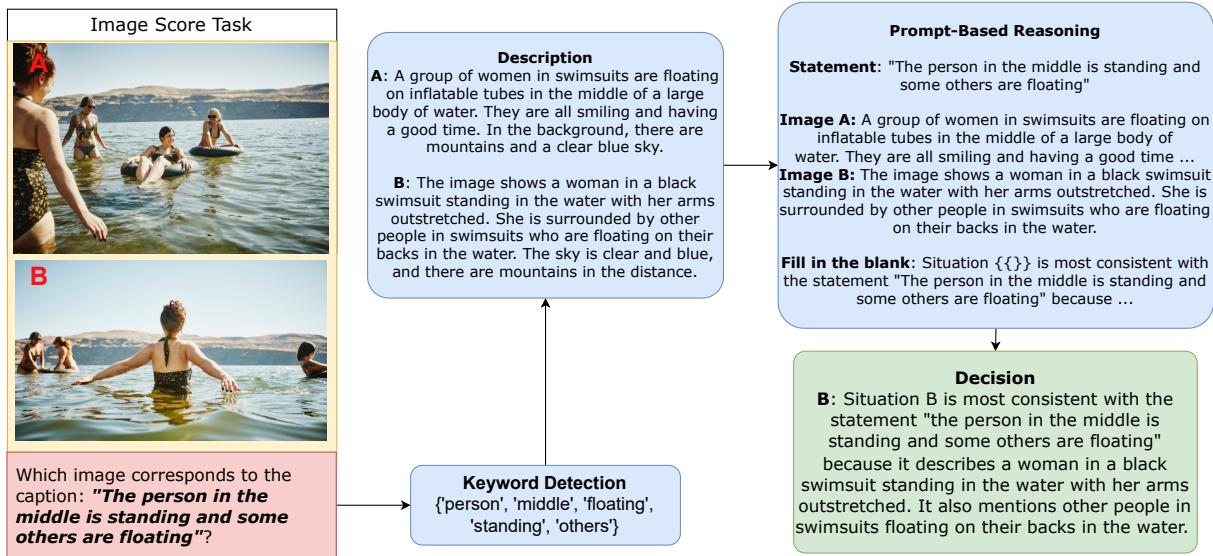 Image Score Task
A
B
Which image corresponds to the
caption: "The person in the
middle is standing and some
others are floating"?
Keyword Detection
{'person', 'middle', 'floating',
'standing', 'others'}
Description
A: A group of women in swimsuits are floating
on inflatable tubes in the middle of a large
body of water. They are all smiling and having
a good time. In the background, there are
mountains and a clear blue sky.
B: The image shows a woman in a black
swimsuit standing in the water with her arms
outstretched. She is surrounded by other
people in swimsuits who are floating on their
backs in the water. The sky is clear and blue,
and there are mountains in the distance.
Prompt-Based Reasoning
Statement: "The person in the middle is standing and
some others are floating"
Image A: A group of women in swimsuits are floating on
inflatable tubes in the middle of a large body of
water. They are all smiling and having a good time ...
Image B: The image shows a woman in a black swimsuit
standing in the water with her arms outstretched. She is
surrounded by other people in swimsuits who are floating
on their backs in the water.
Fill in the blank: Situation {{}} is most consistent with
the statement "The person in the middle is standing and
some others are floating" because ...
Decision
B: Situation B is most consistent with the
statement "the person in the middle is
standing and some others are floating"
because it describes a woman in a black
swimsuit standing in the water with her arms
outstretched. It also mentions other people in
swimsuits floating on their backs in the water.